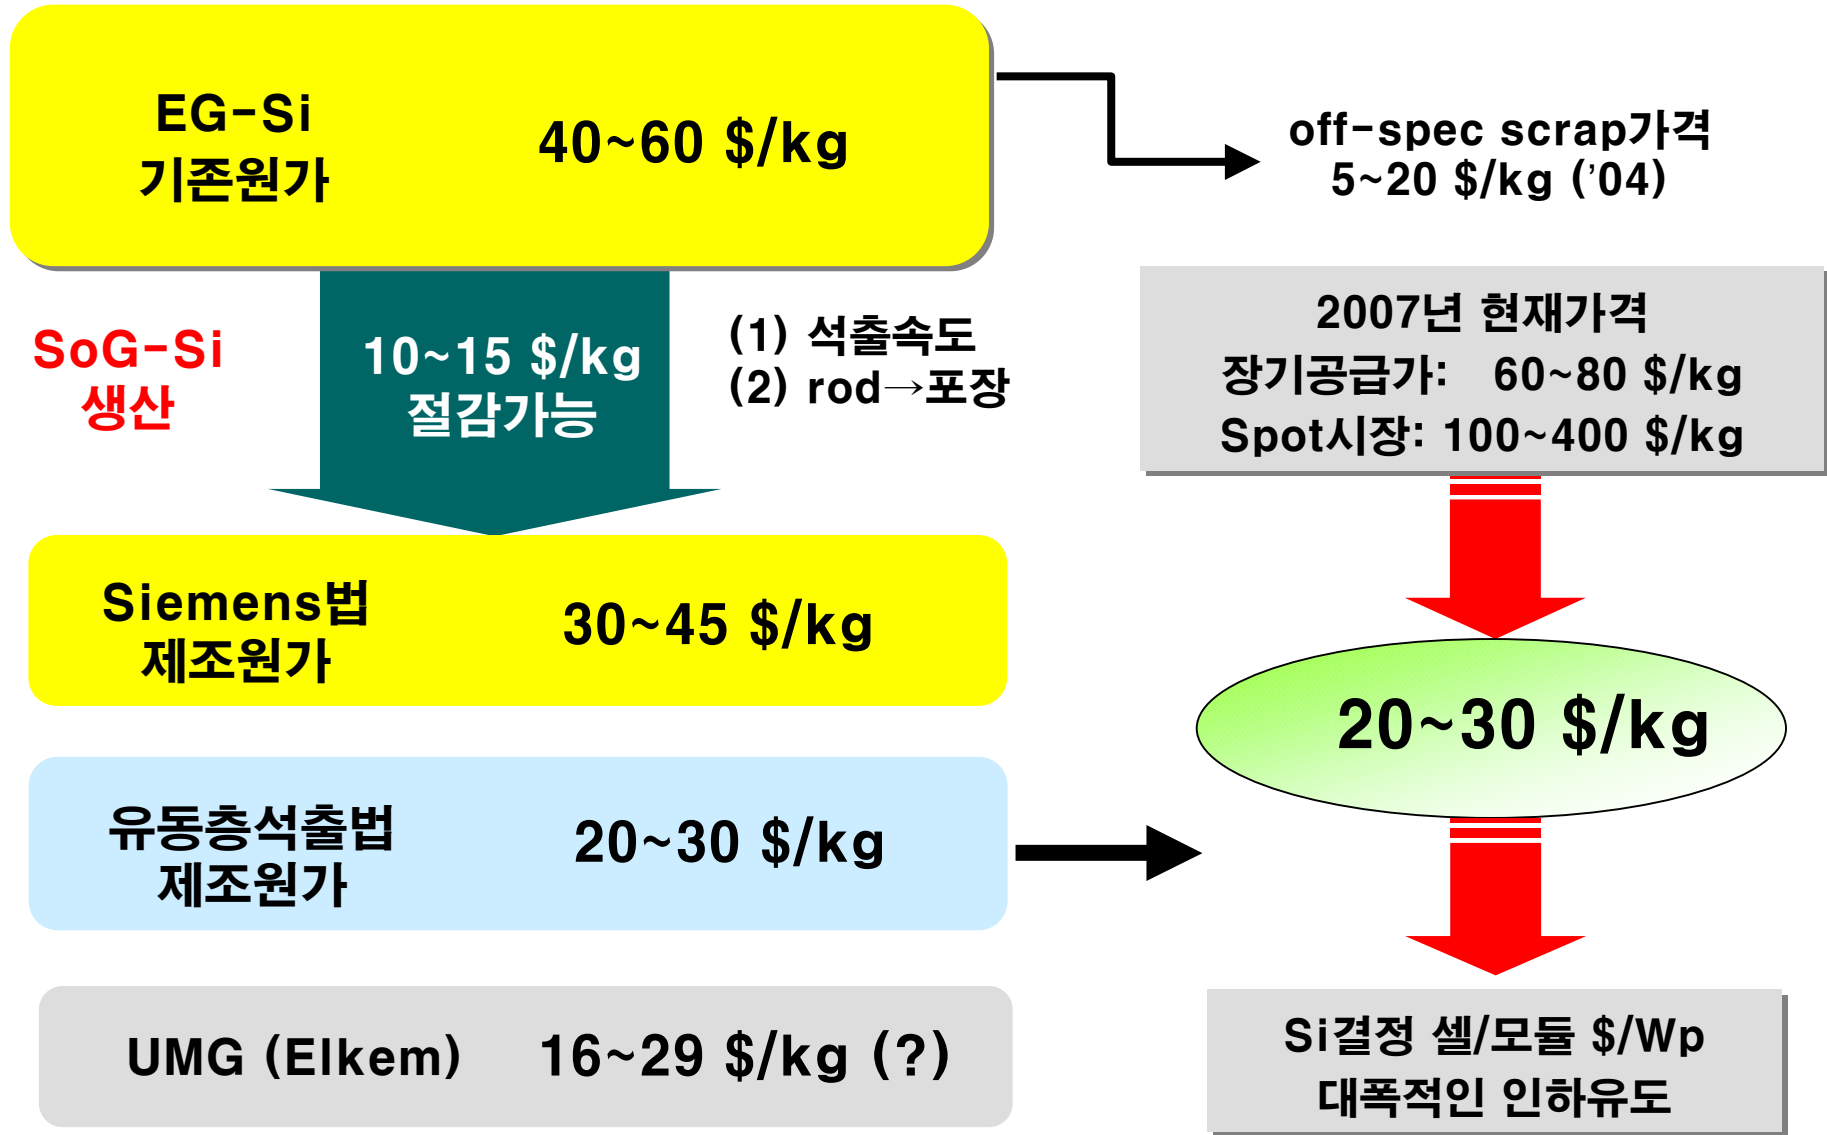 EG-Si
기존원가
40~60 $/kg
off-spec scrap가격
5~20 $/kg ('04)
SoG-Si
생산
10~15 $/kg
절감가능
(1) 석출속도
(2) rod→포장
2007년 현재가격
장기공급가: 60~80 $/kg
Spot시장: 100~400 $/kg
Siemens법
제조원가
30~45 $/kg
20~30 $/kg
유동층석출법
제조원가
20~30 $/kg
UMG (Elkem) 16~29 $/kg (?)
Si결정 셀/모듈 $/Wp
대폭적인 인하유도